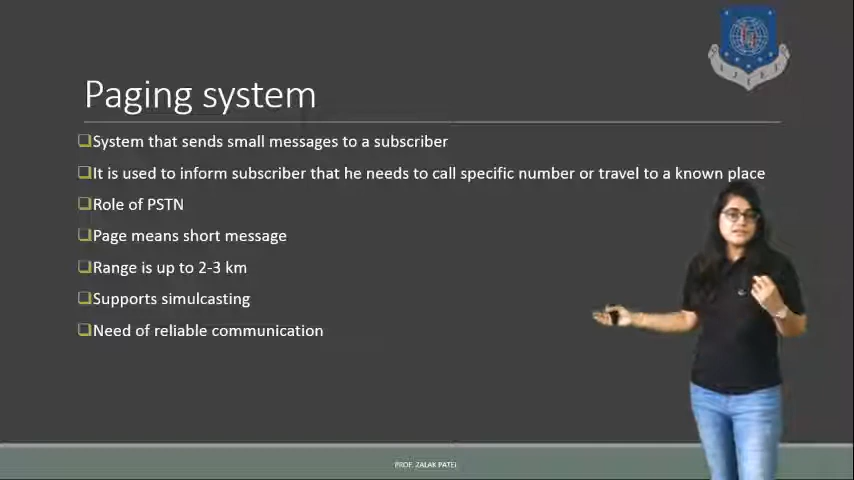 Paging system
System that sends small messages to a subscriber
It is used to inform subscriber that he needs to call specific number or travel to a known place
Role of PSTN
Page means short message
Range is up to 2-3 km
Supports simulcasting
Need of reliable communication
PROF. ZALAK PATEL